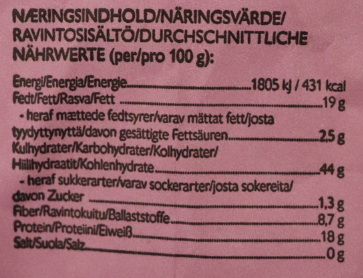 NÆRINGSINDHOLD/NÄRINGSVÄRDE/
RAVINTOSISÄLTÖ/DURCHSCHNITTLICHE
NÄHRWERTE (per/pro 100 g):
Energi/Energia/Energie.....1805 kJ / 431 kcal
Fedt/Fett/Rasva/Fett.....19 g
- heraf mættede fedtsyrer/varav mättat fett/josta
tyydyttynyttä/davon gesättigte Fettsäuren.....2,5 g
Kulhydrater/Karbohydrater/Kolhydrater/
Hiilihydraatit/Kohlenhydrate.....44 g
- heraf sukkerarter/varav sockerarter/josta sokereita/
davon Zucker.....1,3 g
Fiber/Ravintokuitu/Ballaststoffe.....8,7 g
Protein/Proteiini/Eiweiß.....18 g
Salt/Suola/Salz.....0 g